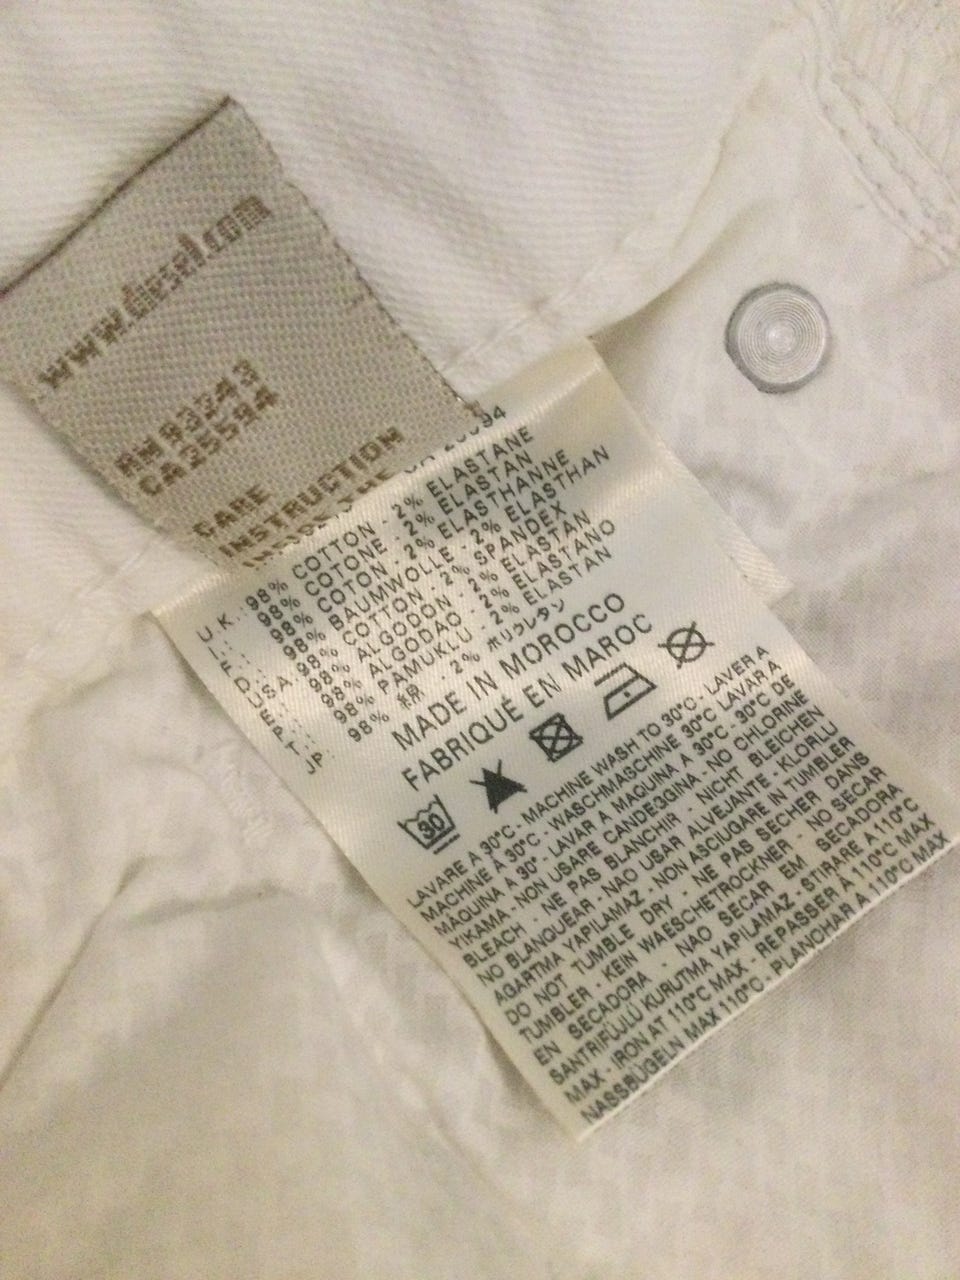 www.diesel.com
RN 93243
CA25594
CARE
INSTRUCTION
U.K.: 98% COTTON - 2% ELASTANE
I.: 98% COTONE - 2% ELASTAN
F.: 98% COTON - 2% ELASTHANNE
D.: 98% BAUMWOLLE - 2% ELASTHAN
USA: 98% COTTON - 2% SPANDEX
E.: 98% ALGODON - 2% ELASTAN
P.: 98% ALGODAO - 2% ELASTANO
T.: 98% PAMUKLU - 2% ELASTAN
JP.: 98% 綿 - 2% ポリウレタン
MADE IN MOROCCO
FABRIQUÉ EN MAROC
30
LAVARE A 30°C - MACHINE WASH TO 30°C - LAVER A
MACHINE À 30°C - WASCHMASCHINE 30°C LAVAR A
MAQUINA A 30° - LAVAR A MAQUINA A 30°C - 30°C DE
YIKAMA - NON USARE CANDEGGINA - NO CHLORINE
BLEACH - NE PAS BLANCHIR - NICHT BLEICHEN
NO BLANQUEAR - NAO USAR ALVEJANTE - KLORLU
AGARTMA YAPILAMAZ - NON ASCIUGARE IN TUMBLER
DO NOT TUMBLE DRY - NE PAS SECHER DANS
TUMBLER - KEIN WAESCHETROCKNER - NO SECAR
EN SECADORA - NAO SECAR EM SECADORA
SANTRIFÜJLÜ KURUTMA YAPILAMAZ - STIRARE A 110°C
MAX - IRON AT 110°C MAX - REPASSER À 110°C MAX
NASSBÜGELN MAX 110°C - PLANCHAR A 110°C MAX